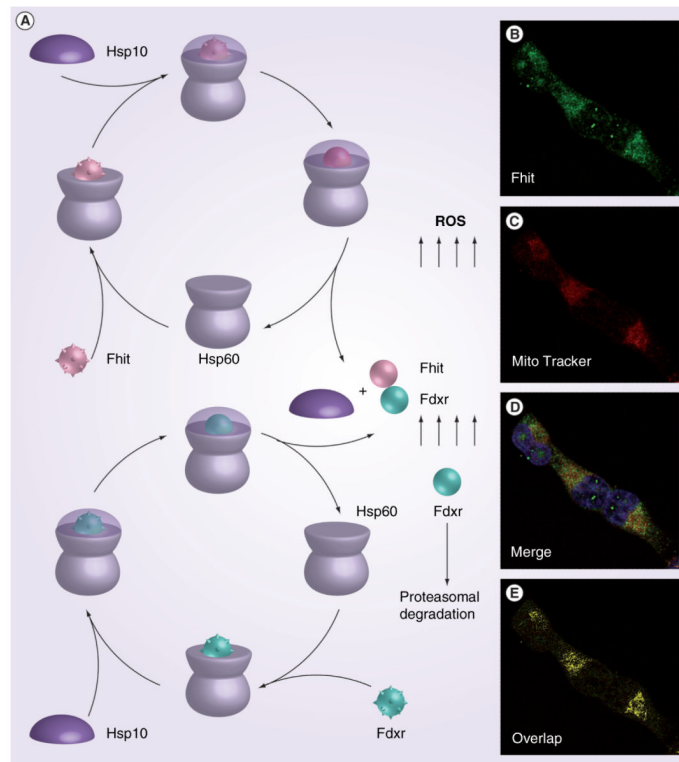 A
Hsp10
Fhit
Hsp60
ROS
+
Fhit
Fdxr
Fdxr
Hsp60
Proteasomal
degradation
Hsp10
Fdxr
B
Fhit
C
Mito Tracker
D
Merge
E
Overlap